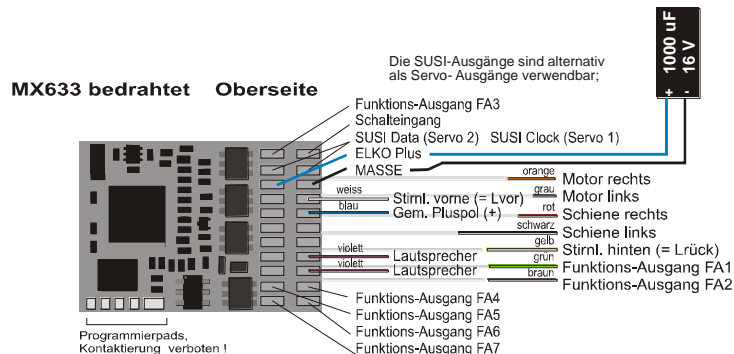 1000 uF
16 V
+ -
Die SUSI-Ausgänge sind alternativ
als Servo- Ausgänge verwendbar;
MX633 bedrahtet Oberseite
Funktions-Ausgang FA3
Schalteingang
SUSI Data (Servo 2) SUSI Clock (Servo 1)
ELKO Plus
MASSE
orange
Motor rechts
weiss
grau
Stirnl. vorne (= Lvor)
Motor links
blau
rot
Gem. Pluspol (+)
Schiene rechts
schwarz
Schiene links
gelb
Stirnl. hinten (= Lrück)
violett
Lautsprecher
grün
Funktions-Ausgang FA1
violett
Lautsprecher
braun
Funktions-Ausgang FA2
Funktions-Ausgang FA4
Funktions-Ausgang FA5
Funktions-Ausgang FA6
Funktions-Ausgang FA7
Programmierpads,
Kontaktierung verboten !